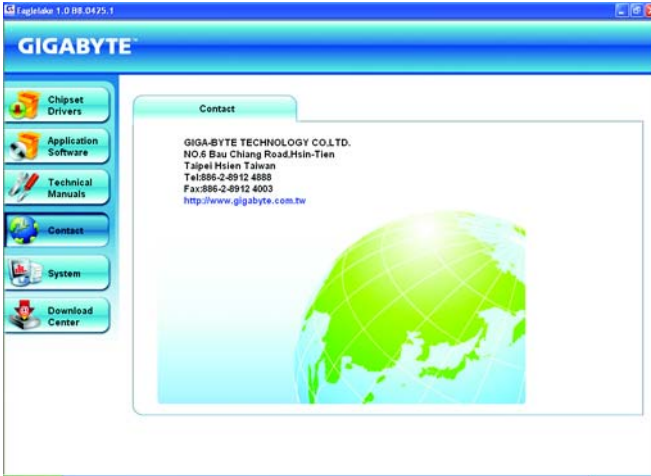 Eaglelake 1.0 B8.0425.1
GIGABYTE™
Chipset
Drivers
Application
Software
Technical
Manuals
Contact
System
Download
Center
Contact
GIGA-BYTE TECHNOLOGY CO,LTD.
NO.6 Bau Chiang Road,Hsin-Tien
Taipei Hsien Taiwan
Tel:886-2-8912 4888
Fax:886-2-8912 4003
http://www.gigabyte.com.tw